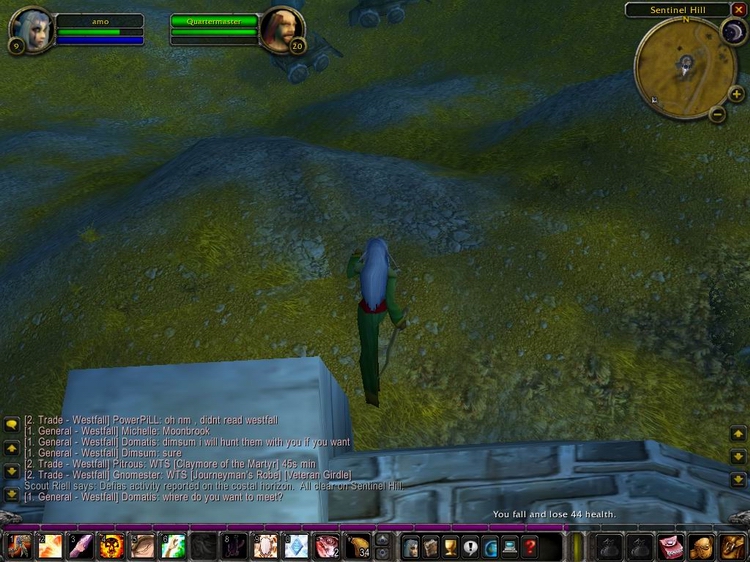 amo
9
Quartermaster
20
Sentinel Hill
N
[2. Trade - Westfall] PowerPiLL: oh nm , didnt read westfall
[1. General - Westfall] Michelle: Moonbrook
[1. General - Westfall] Domatis: dimsum i will hunt them with you if you want
[1. General - Westfall] Dimsum: sure
[2. Trade - Westfall] Pitrous: WTS [Claymore of the Martyr] 45s min
[2. Trade - Westfall] Gnomester: WTS [Journeyman's Robe] [Veteran Girdle]
Scout Riell says: Defias activity reported on the costal horizon.  All clear on Sentinel Hill.
[1. General - Westfall] Domatis: where do you want to meet?
You fall and lose 44 health.